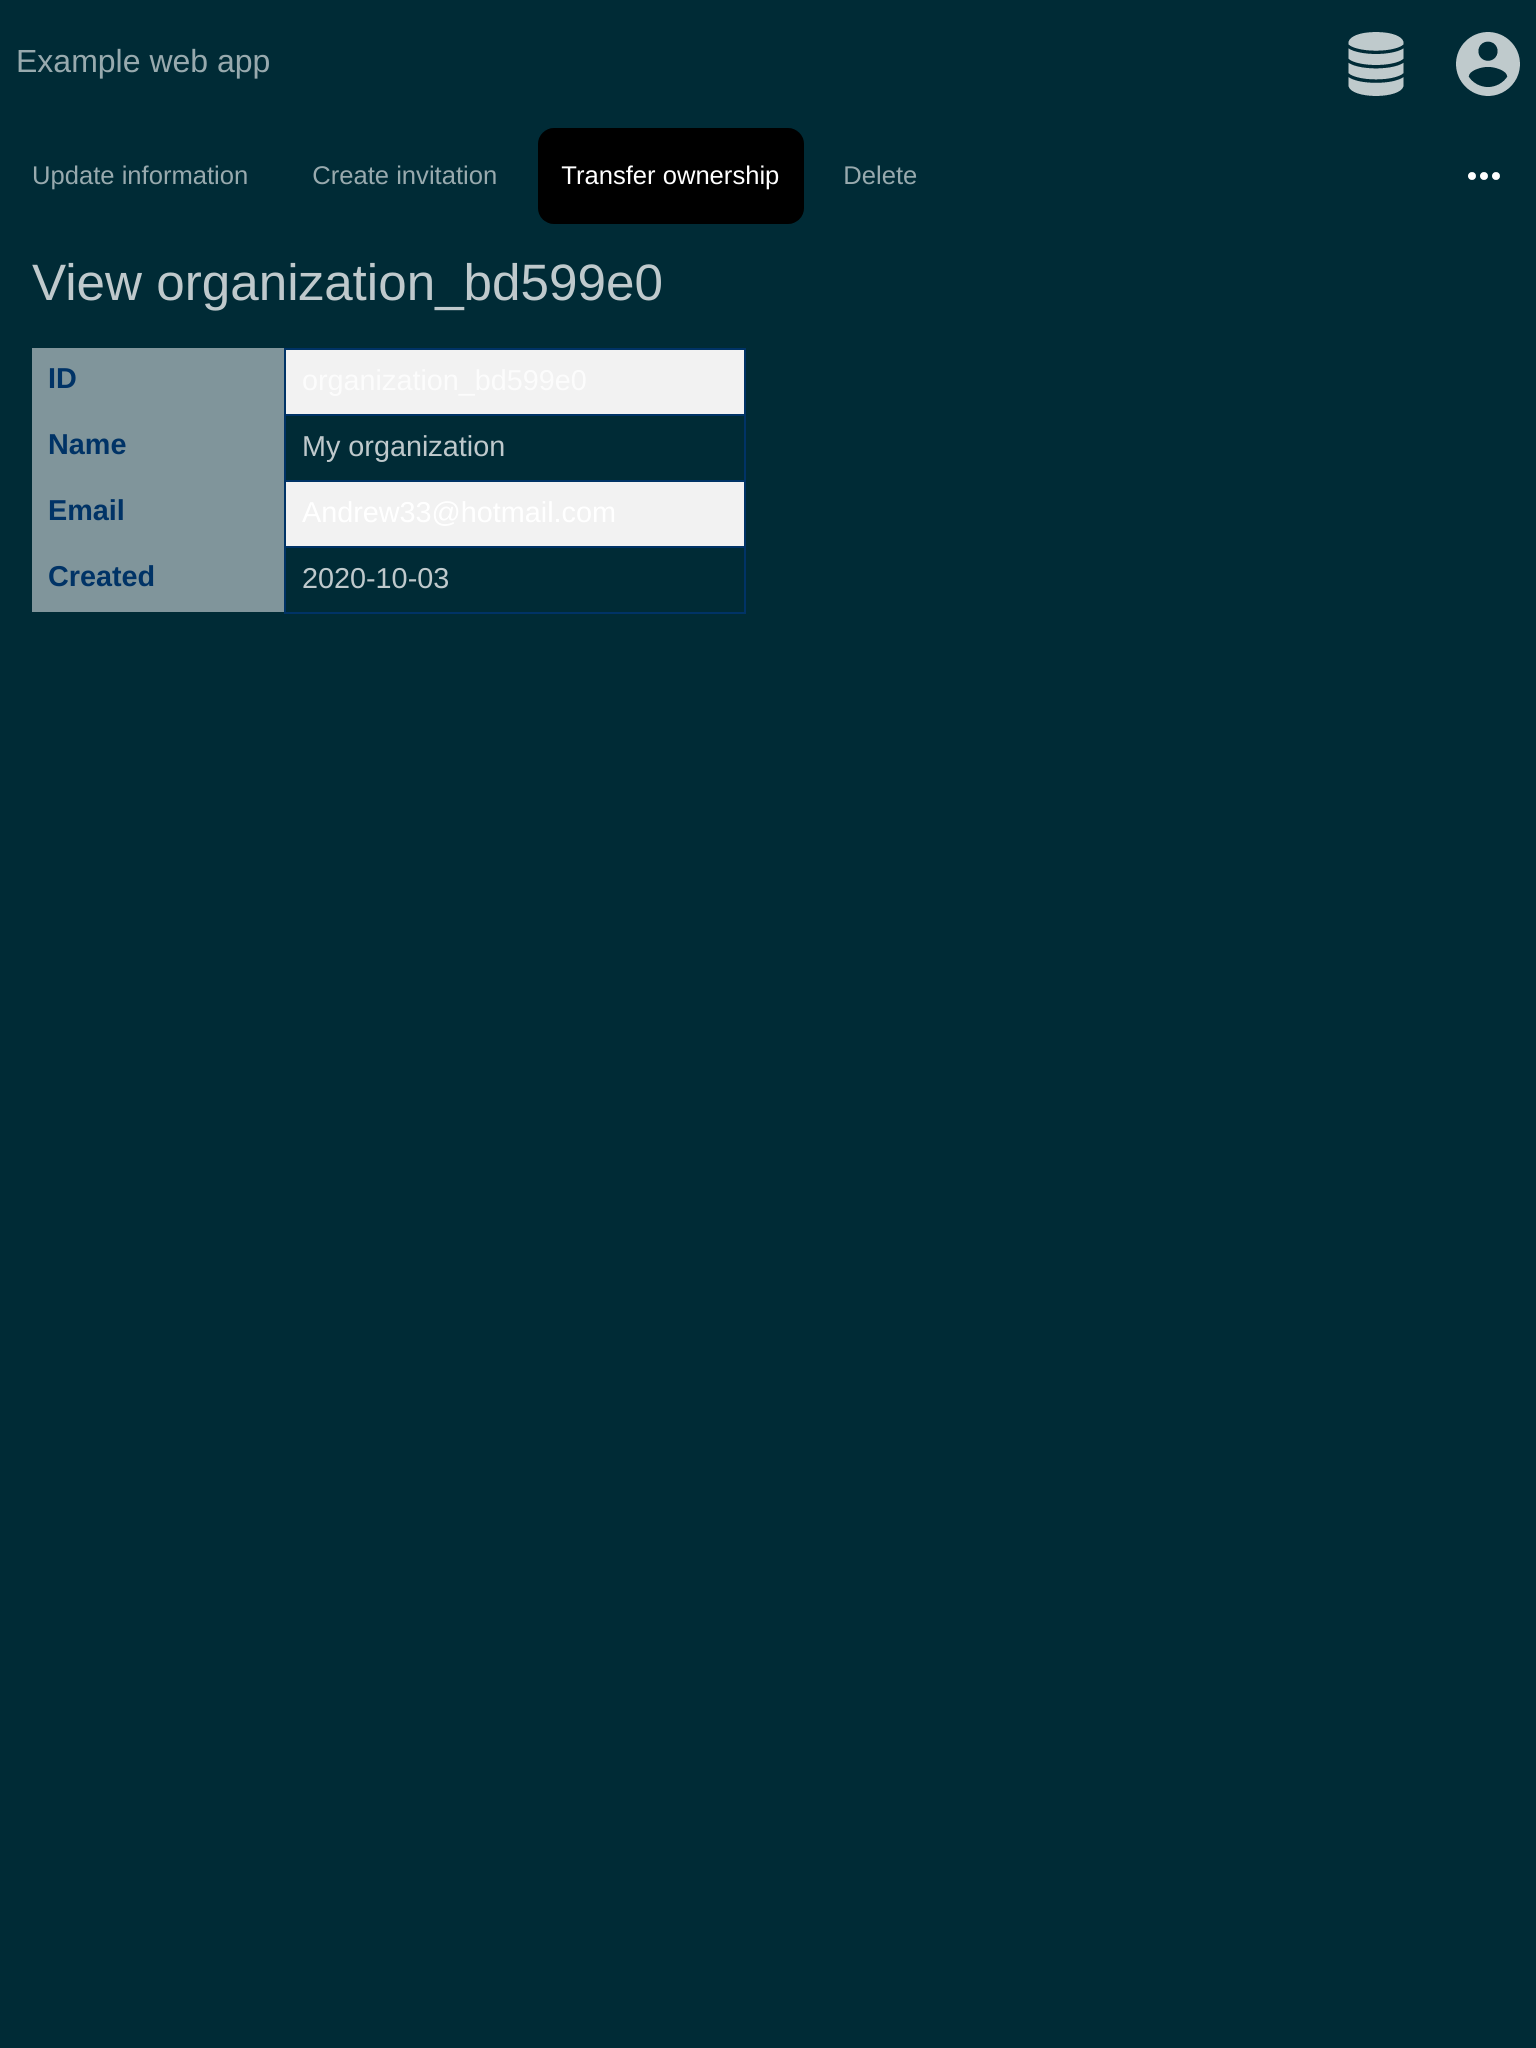 Example web app
Update information Create invitation Transfer ownership Delete
View organization_bd599e0
ID organization_bd599e0
Name My organization
Email Andrew33@hotmail.com
Created 2020-10-03